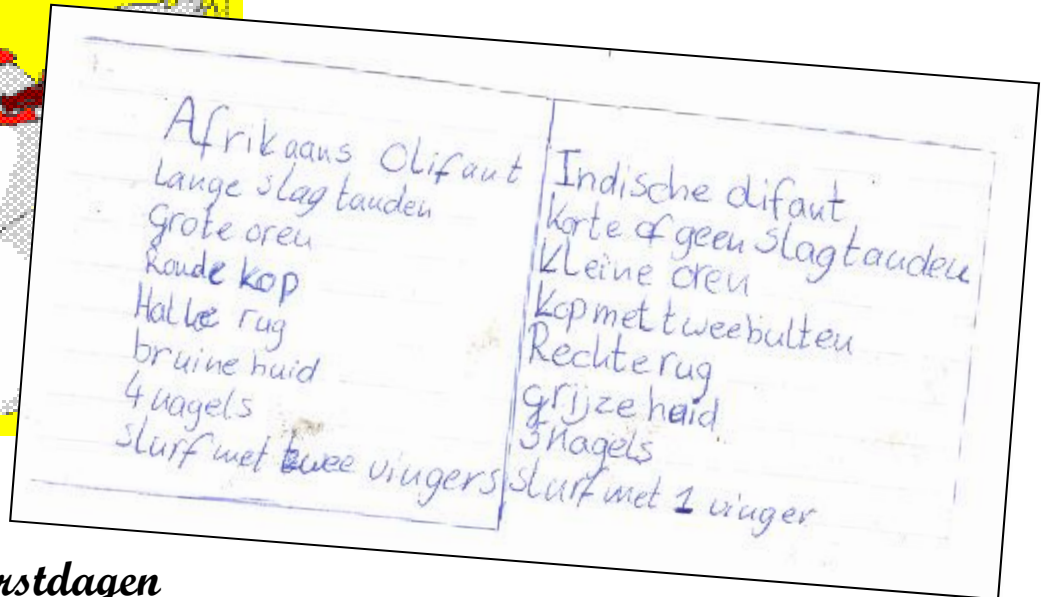 Afrikaans Olifaut
Lange slagtanden
Grote oren
Ronde kop
Holle rug
bruine huid
4 nagels
slurf met twee vingers
Indische olifant
Korte of geen slagtanden
Kleine oren
kop met twee bulten
Rechte rug
grijze huid
5 nagels
slurf met 1 vinger
rstdagen